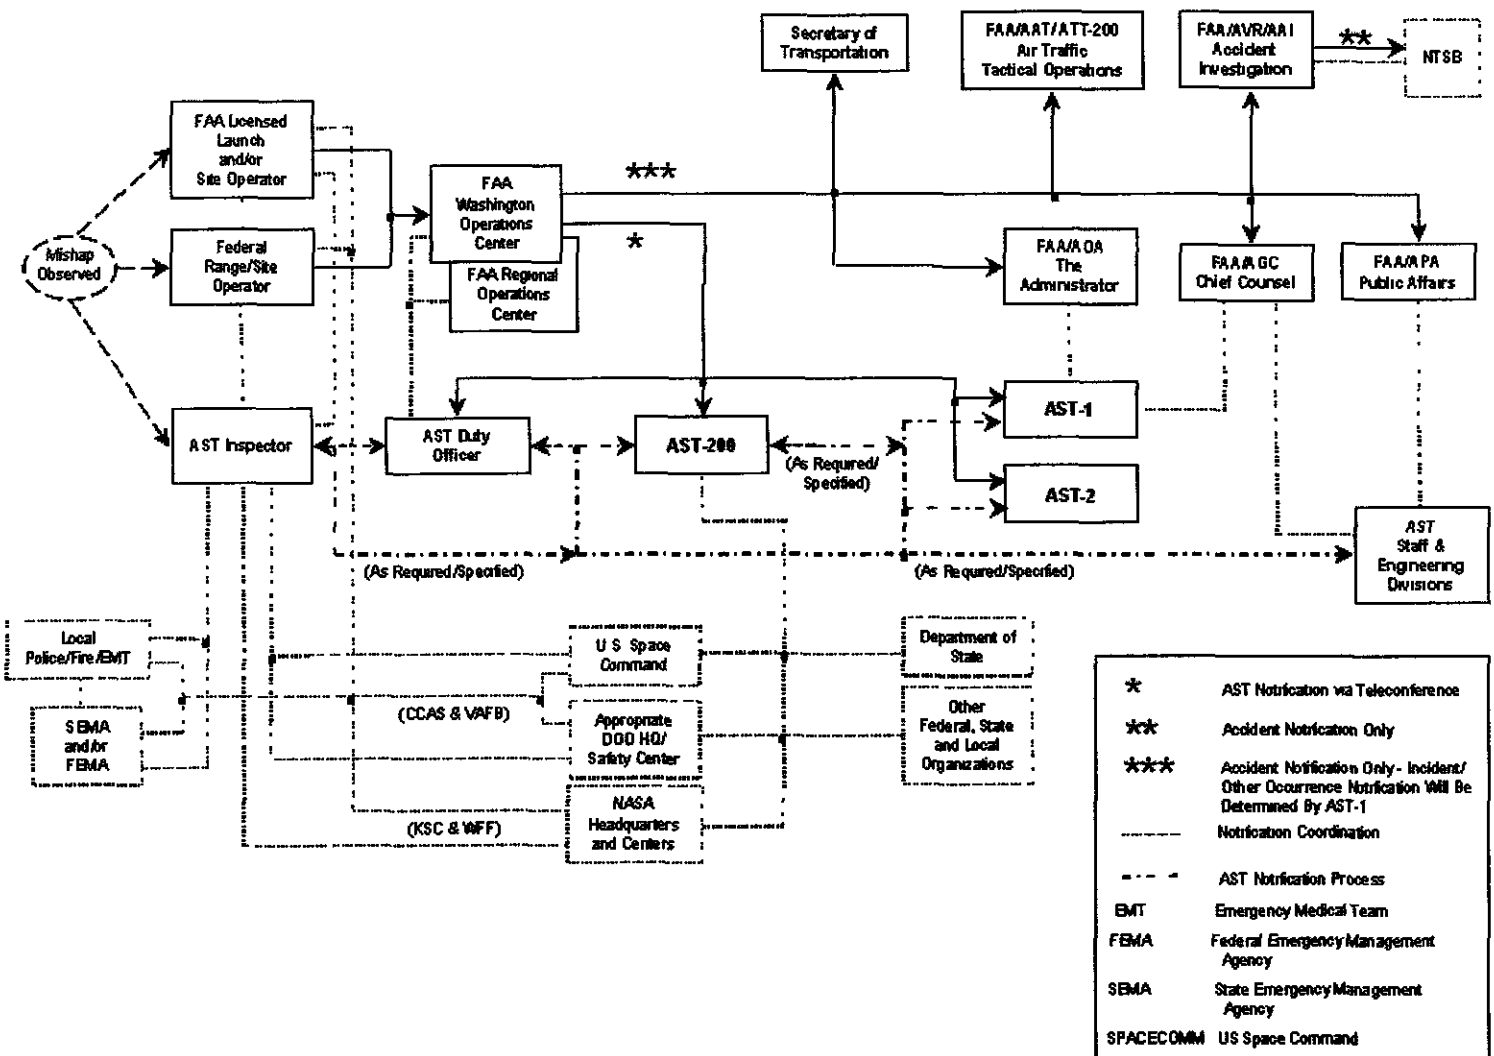 Secretary of
Transportation
FAA/AAT/ATT-200
Air Traffic
Tactical Operations
FAA/AVR/AAI
Accident
Investigation
**
NTSB
FAA Licensed
Launch
and/or
Site Operator
FAA
Washington
Operations
Center
***
*
Mishap
Observed
Federal
Range/Site
Operator
FAA Regional
Operations
Center
FAA/AOA
The
Administrator
FAA/AGC
Chief Counsel
FAA/APA
Public Affairs
AST Inspector
AST Duty
Officer
AST-200
(As Required/
Specified)
AST-1
AST-2
AST
Staff &
Engineering
Divisions
(As Required/Specified)
(As Required/Specified)
Local
Police/Fire/EMT
SEMA
and/or
FEMA
(CCAS & VAFB)
(KSC & WFF)
U S Space
Command
Appropriate
DOD HQ/
Safety Center
NASA
Headquarters
and Centers
Department of
State
Other
Federal, State
and Local
Organizations
* AST Notification via Teleconference
** Accident Notification Only
*** Accident Notification Only - Incident/
Other Occurrence Notification Will Be
Determined By AST-1
Notification Coordination
AST Notification Process
EMT Emergency Medical Team
FEMA Federal Emergency Management
Agency
SEMA State Emergency Management
Agency
SPACECOMM US Space Command